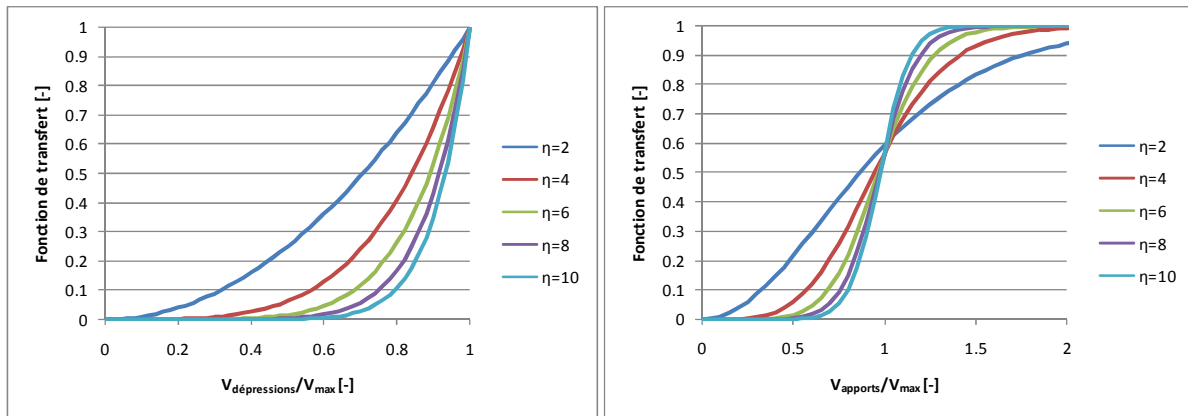 Fonction de transfert [-]
1
0.9
0.8
0.7
0.6
0.5
0.4
0.3
0.2
0.1
0
0 0.2 0.4 0.6 0.8 1
Vdépressions/Vmax [-]
η=2
η=4
η=6
η=8
η=10
Fonction de transfert [-]
1
0.9
0.8
0.7
0.6
0.5
0.4
0.3
0.2
0.1
0
0 0.5 1 1.5 2
Vapports/Vmax [-]
η=2
η=4
η=6
η=8
η=10